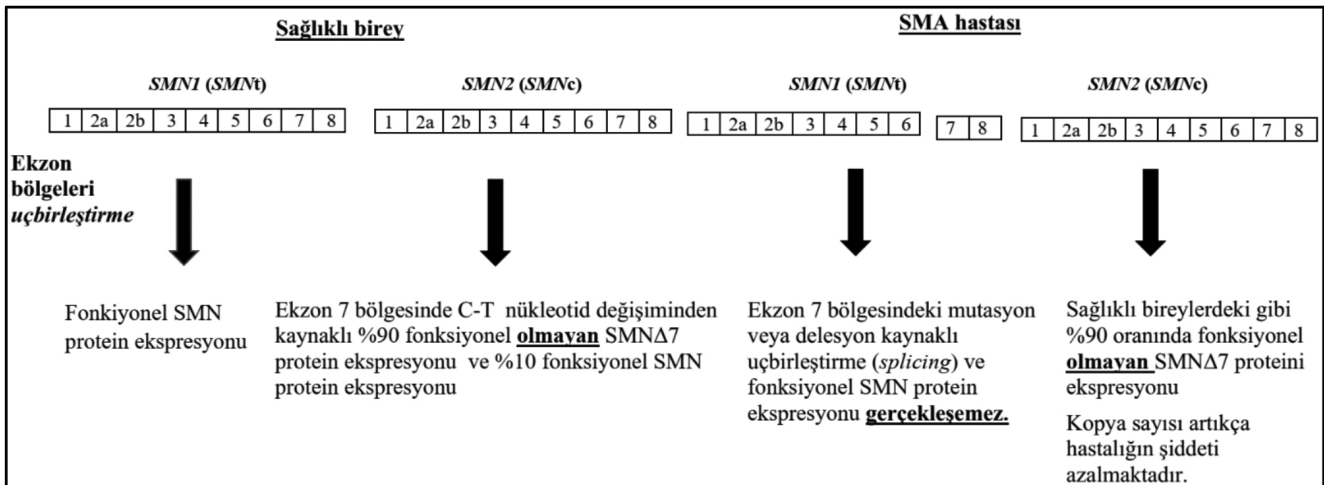 Sağlıklı birey
SMA hastası
SMN1 (SMNt)
SMN2 (SMNc)
SMN1 (SMNt)
SMN2 (SMNc)
1 2a 2b 3 4 5 6 7 8
1 2a 2b 3 4 5 6 7 8
1 2a 2b 3 4 5 6
7 8
1 2a 2b 3 4 5 6 7 8
Ekzon
bölgeleri
uçbirleştirme
Fonkiyonel SMN
protein ekspresyonu
Ekzon 7 bölgesinde C-T nükleotid değişiminden
kaynaklı %90 fonksiyonel olmayan SMNΔ7
protein ekspresyonu ve %10 fonksiyonel SMN
protein ekspresyonu
Ekzon 7 bölgesindeki mutasyon
veya delesyon kaynaklı
uçbirleştirme (splicing) ve
fonksiyonel SMN protein
ekspresyonu gerçekleşemez.
Sağlıklı bireylerdeki gibi
%90 oranında fonksiyonel
olmayan SMNΔ7 proteini
ekspresyonu
Kopya sayısı artıkça
hastalığın şiddeti
azalmaktadır.